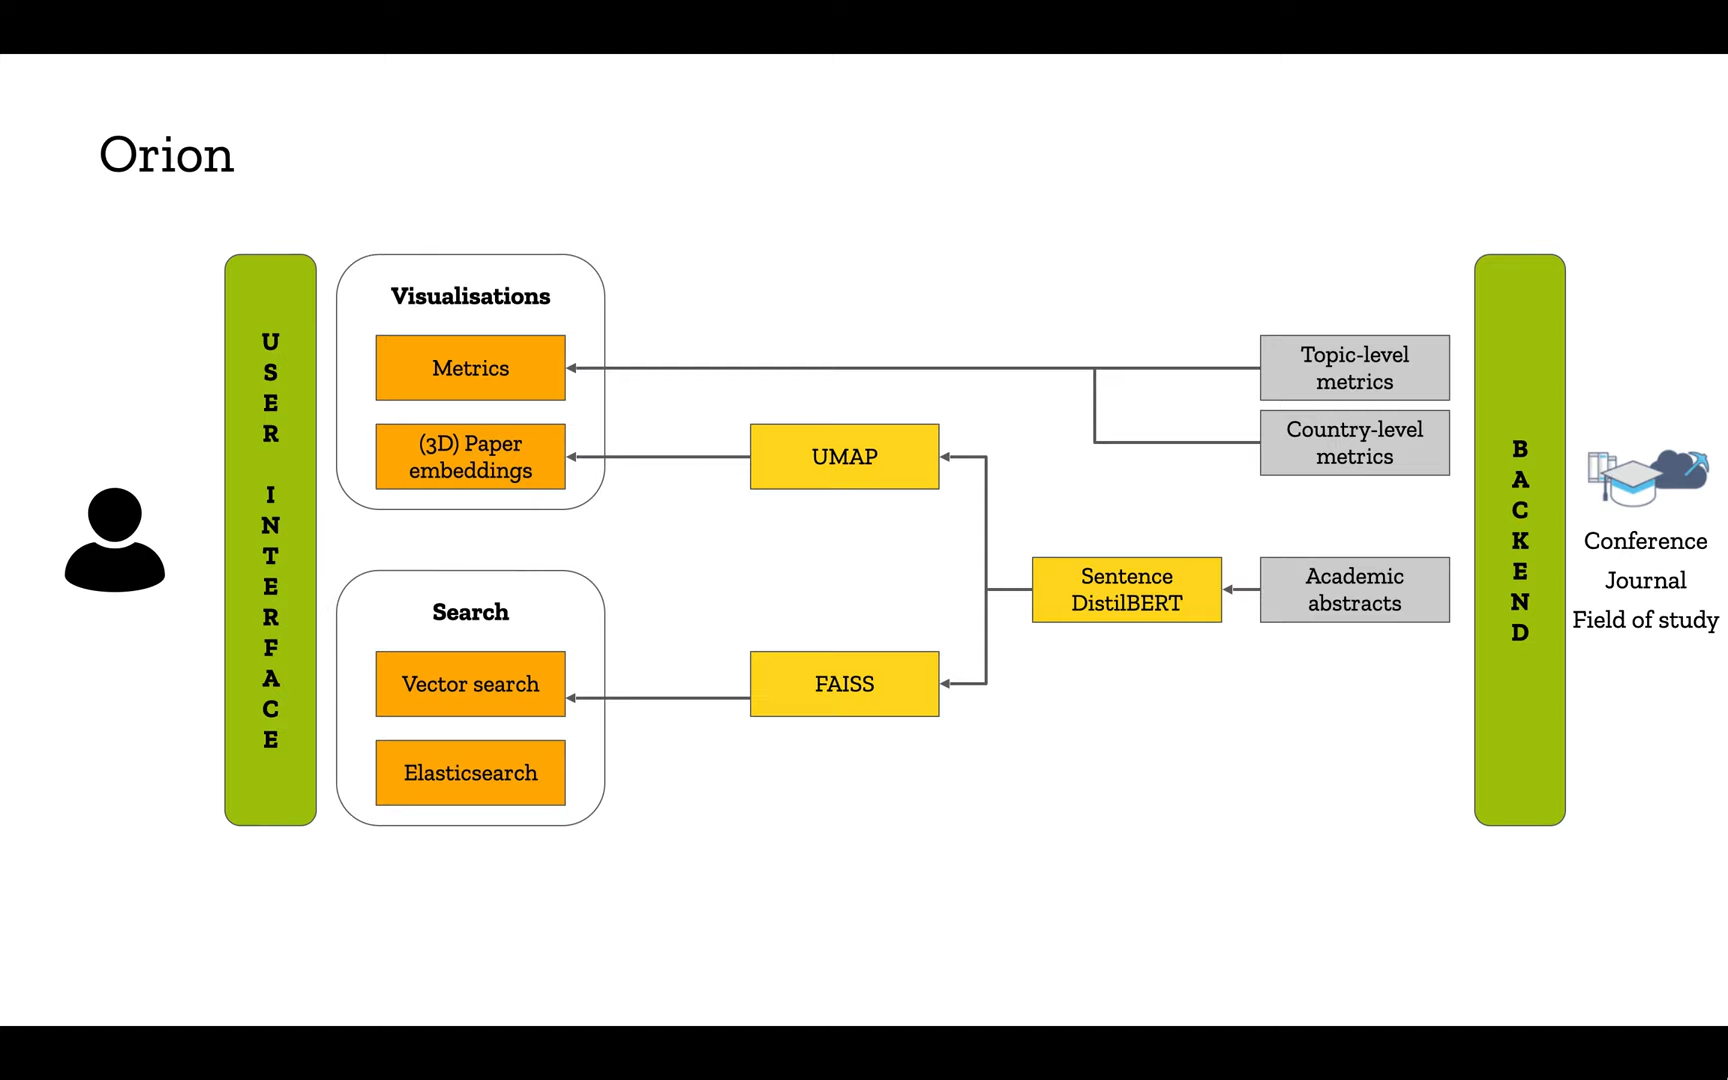 Orion
USER INTERFACE
Visualisations
Metrics
(3D) Paper
embeddings
Search
Vector search
Elasticsearch
UMAP
FAISS
Sentence
DistilBERT
Topic-level
metrics
Country-level
metrics
Academic
abstracts
BACKEND
Conference
Journal
Field of study